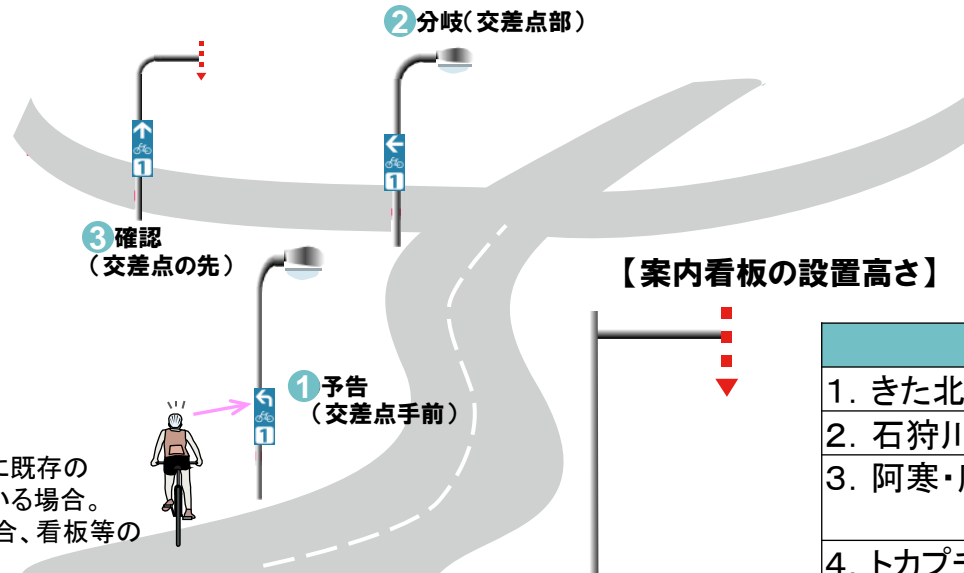 ②分岐(交差点部)
1
1
③確認
(交差点の先)
【案内看板の設置高さ】
①予告
(交差点手前)
1
既存の
いる場合。
合、看板等の
1. きた北
2. 石狩川
3. 阿寒・
4. トカプチ